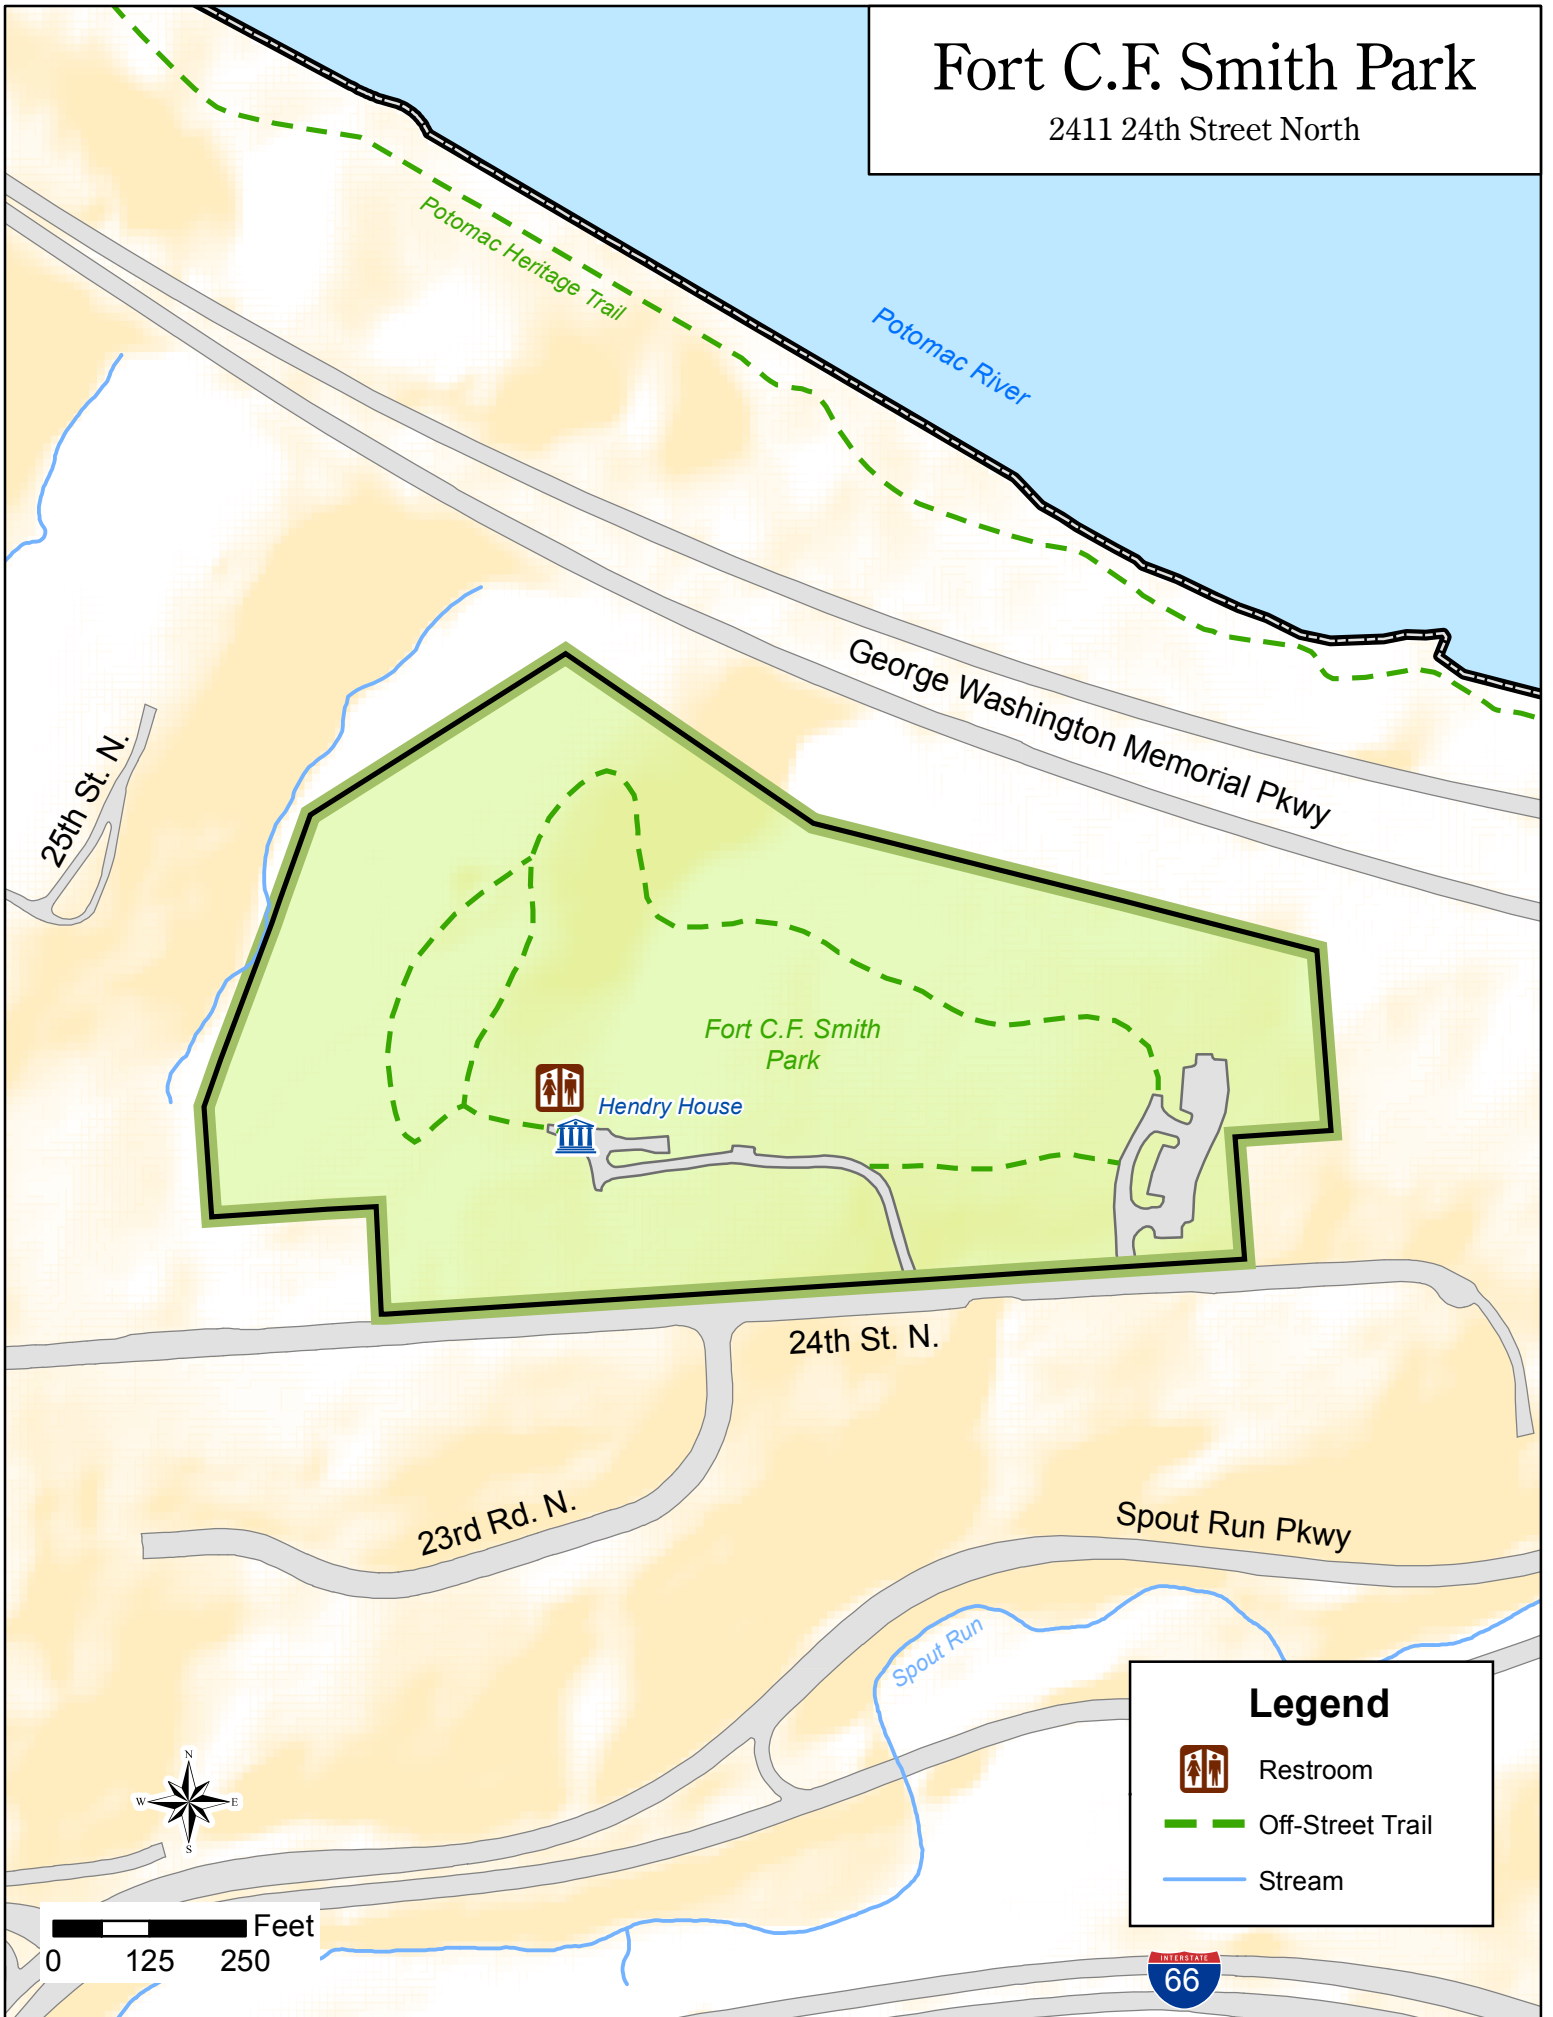 Fort C.F. Smith Park
2411 24th Street North
Potomac Heritage Trail
Potomac River
George Washington Memorial Pkwy
25th St. N.
Fort C.F. Smith
Park
Hendry House
24th St. N.
23rd Rd. N.
Spout Run Pkwy
Spout Run
Legend
Restroom
Off-Street Trail
Stream
N
W
E
S
Feet
0 125 250
INTERSTATE
66